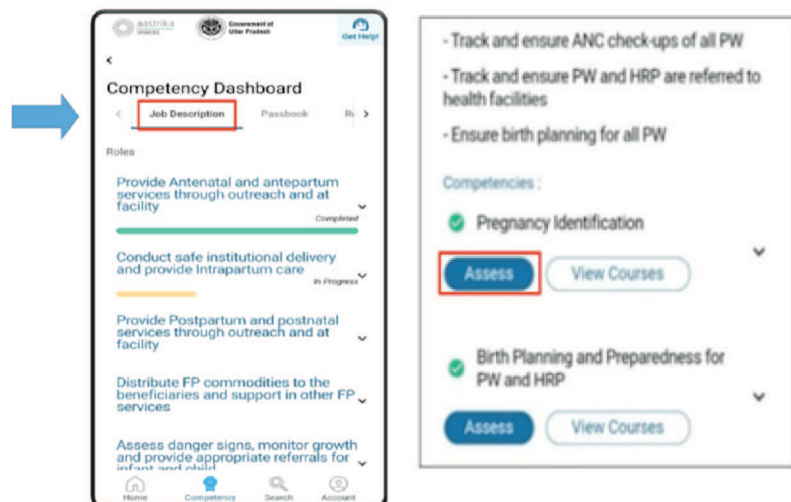 aastrika
Government of
Uttar Pradesh
Get Help!
Competency Dashboard
Job Description
Passbook
Roles
Provide Antenatal and antepartum
services through outreach and at
facility
Completed
Conduct safe institutional delivery
and provide Intrapartum care
In Progress
Provide Postpartum and postnatal
services through outreach and at
facility
Distribute FP commodities to the
beneficiaries and support in other FP
services
Assess danger signs, monitor growth
and provide appropriate referrals for
infant and child
Home
Competency
Search
Account
- Track and ensure ANC check-ups of all PW
- Track and ensure PW and HRP are referred to
health facilities
- Ensure birth planning for all PW
Competencies :
Pregnancy Identification
Assess
View Courses
Birth Planning and Preparedness for
PW and HRP
Assess
View Courses